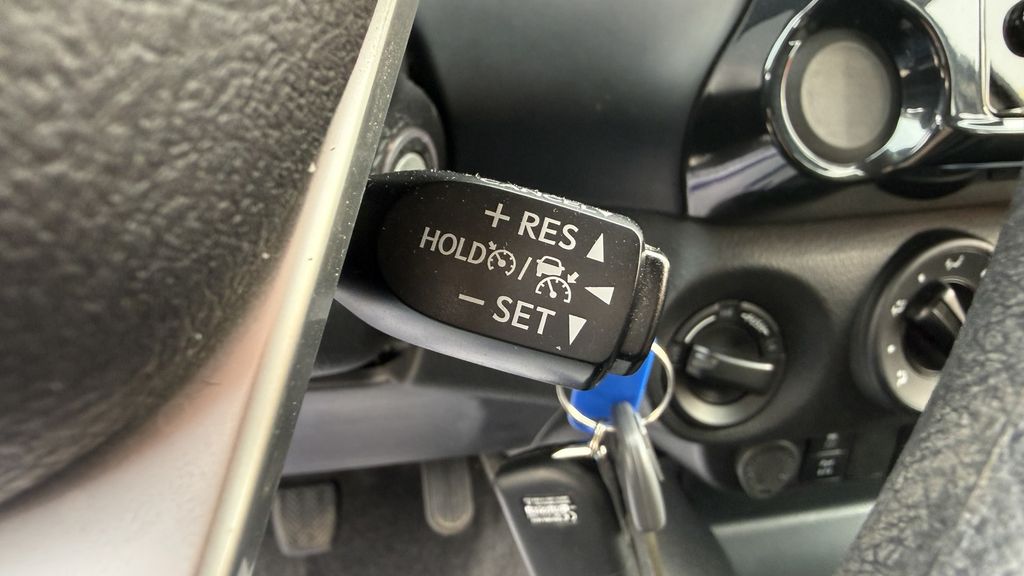 + RES
HOLD /
- SET